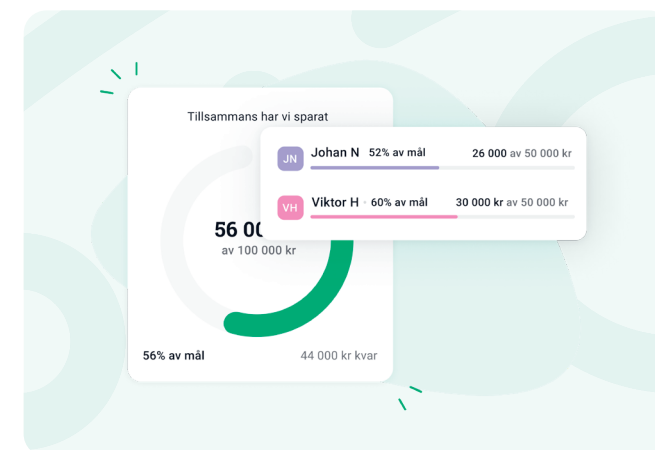 Tillsammans har vi sparat
JN Johan N 52% av mål 26 000 av 50 000 kr
VH Viktor H · 60% av mål 30 000 kr av 50 000 kr
56 00
av 100 000 kr
56% av mål 44 000 kr kvar